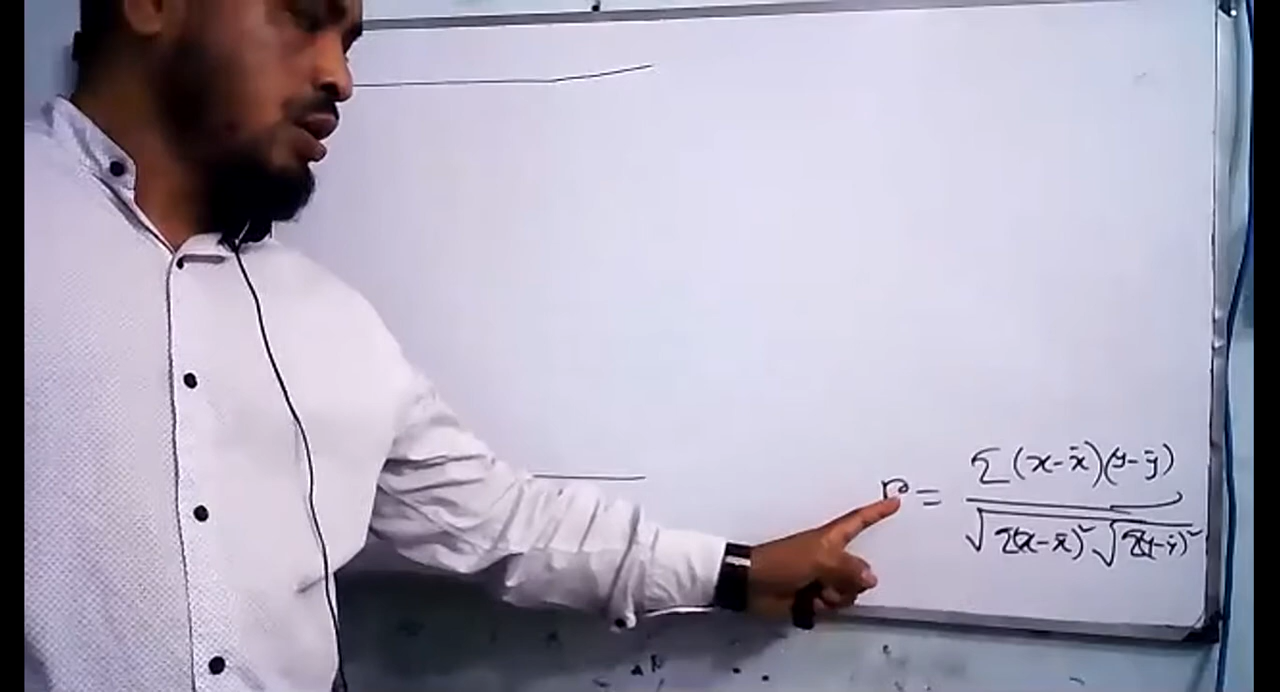 r = Σ(x-x̄)(y-ȳ) / √Σ(x-x̄)² √Σ(y-ȳ)²